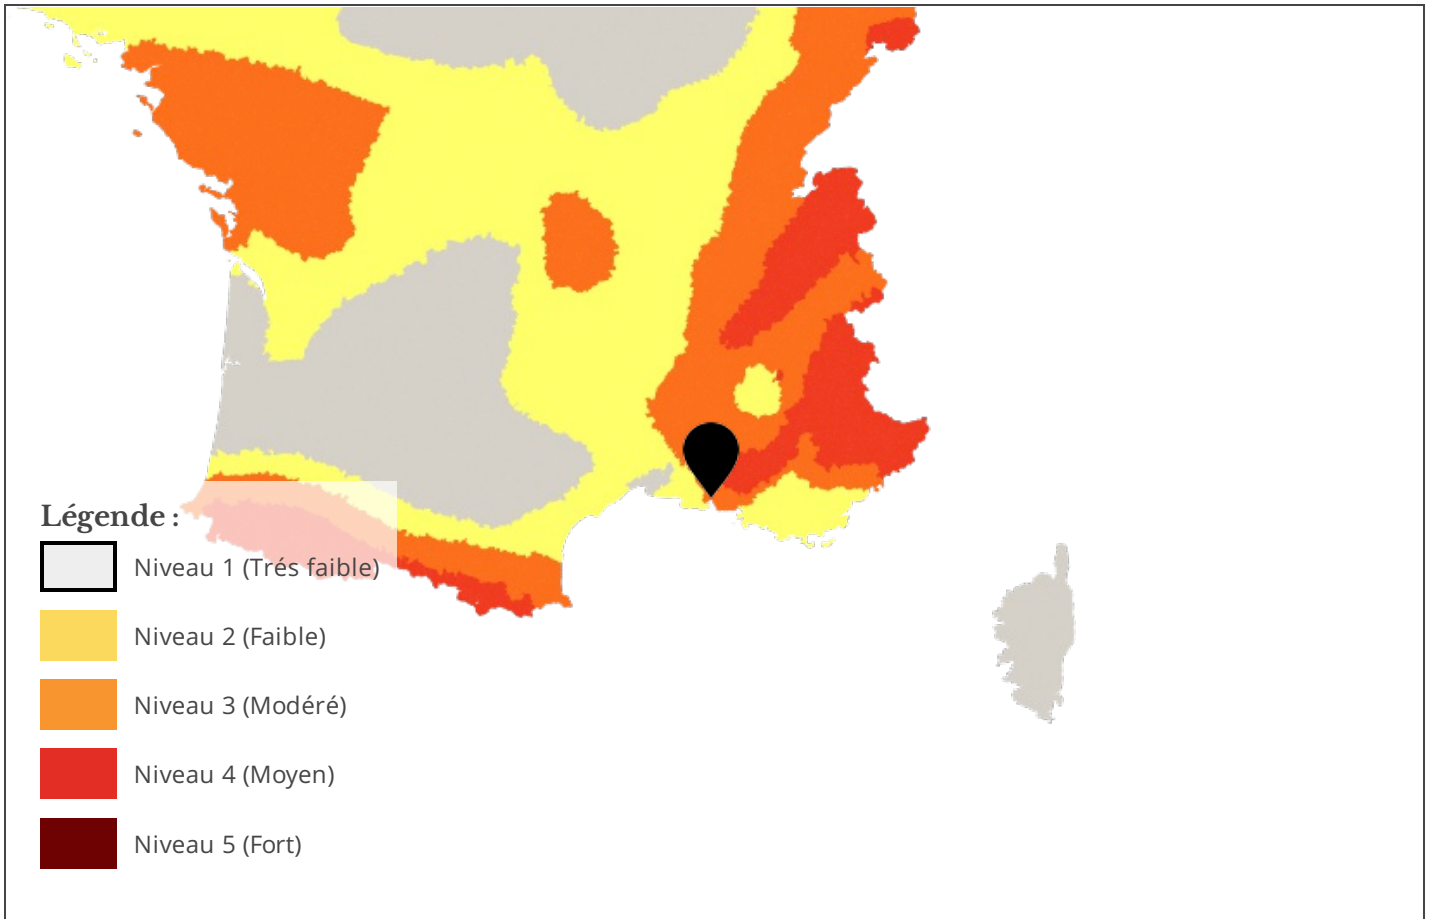 Légende :
Niveau 1 (Trés faible)
Niveau 2 (Faible)
Niveau 3 (Modéré)
Niveau 4 (Moyen)
Niveau 5 (Fort)